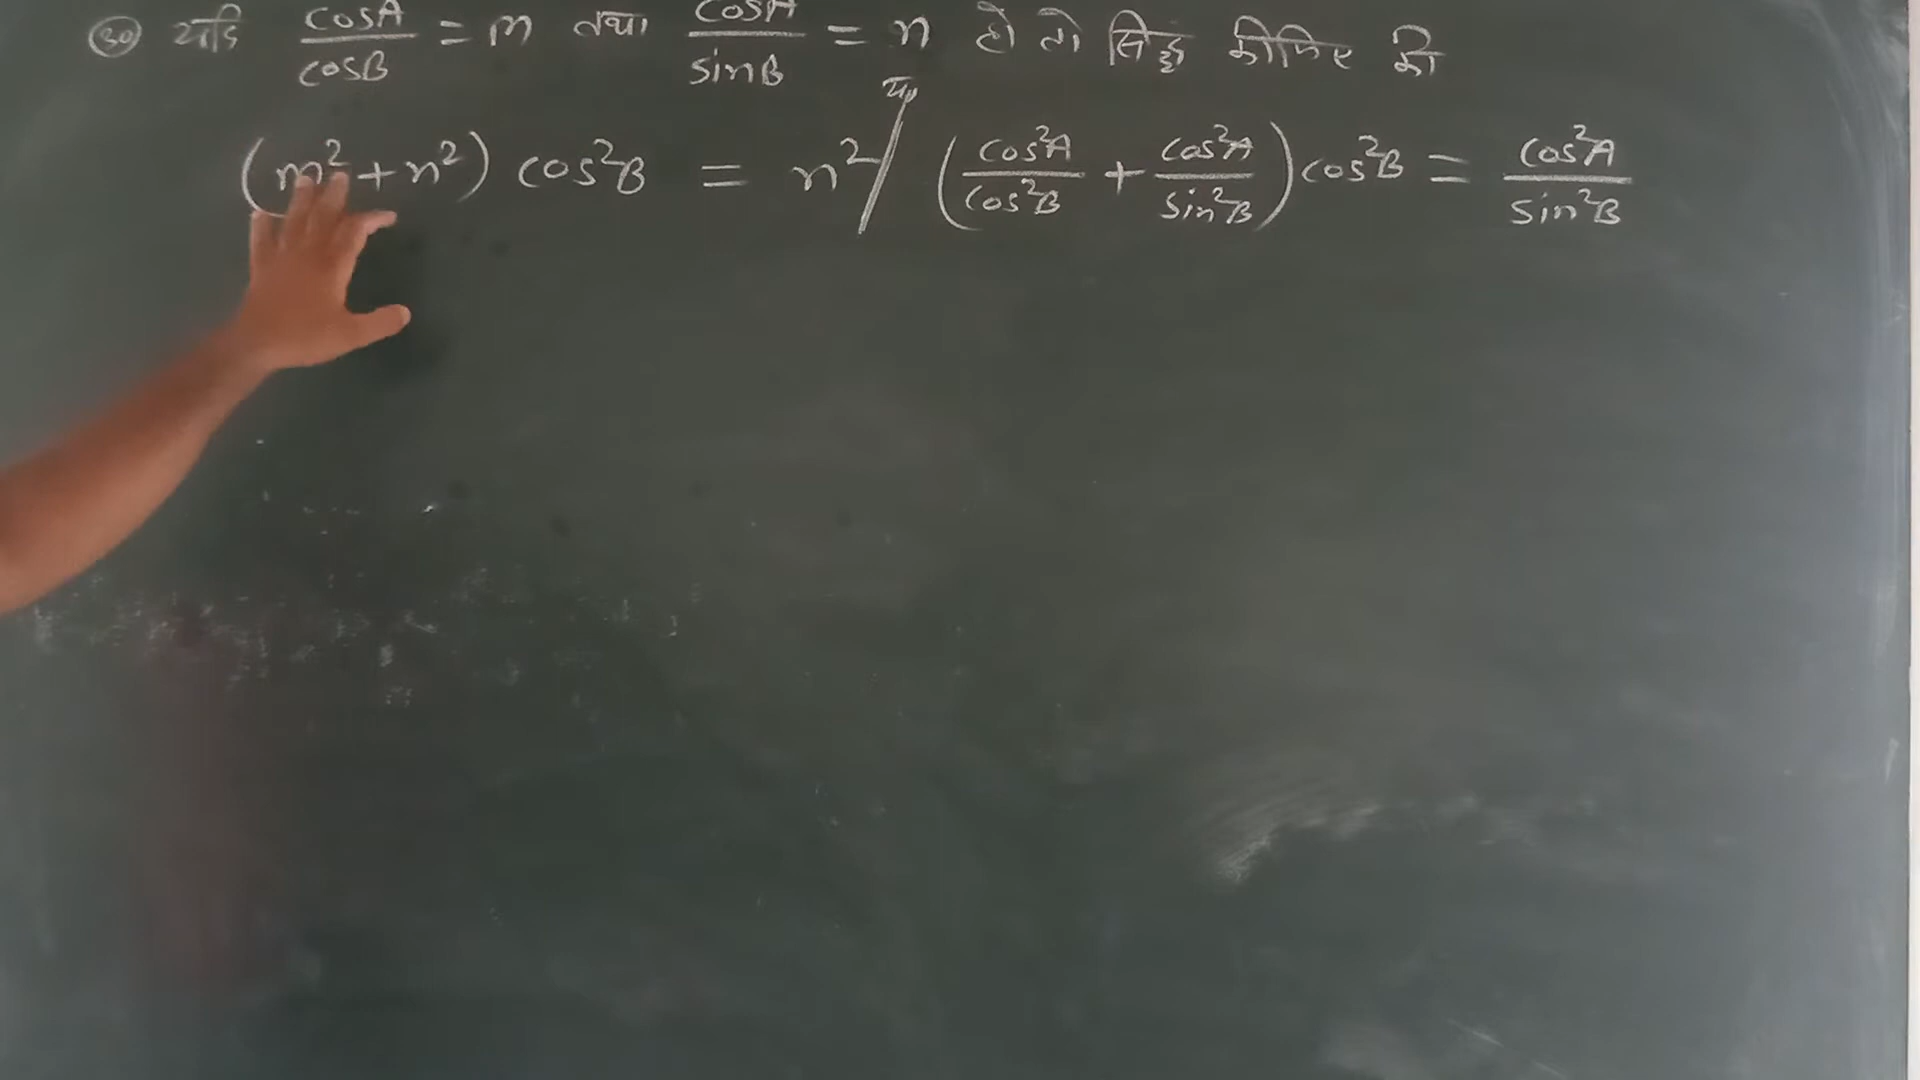 30 यदि cosA/cosB = m तथा cosA/sinB = n हो तो सिद्ध कीजिए की
(m²+n²) cos²B = n² या (cos²A/cos²B + cos²A/sin²B) cos²B = cos²A/sin²B